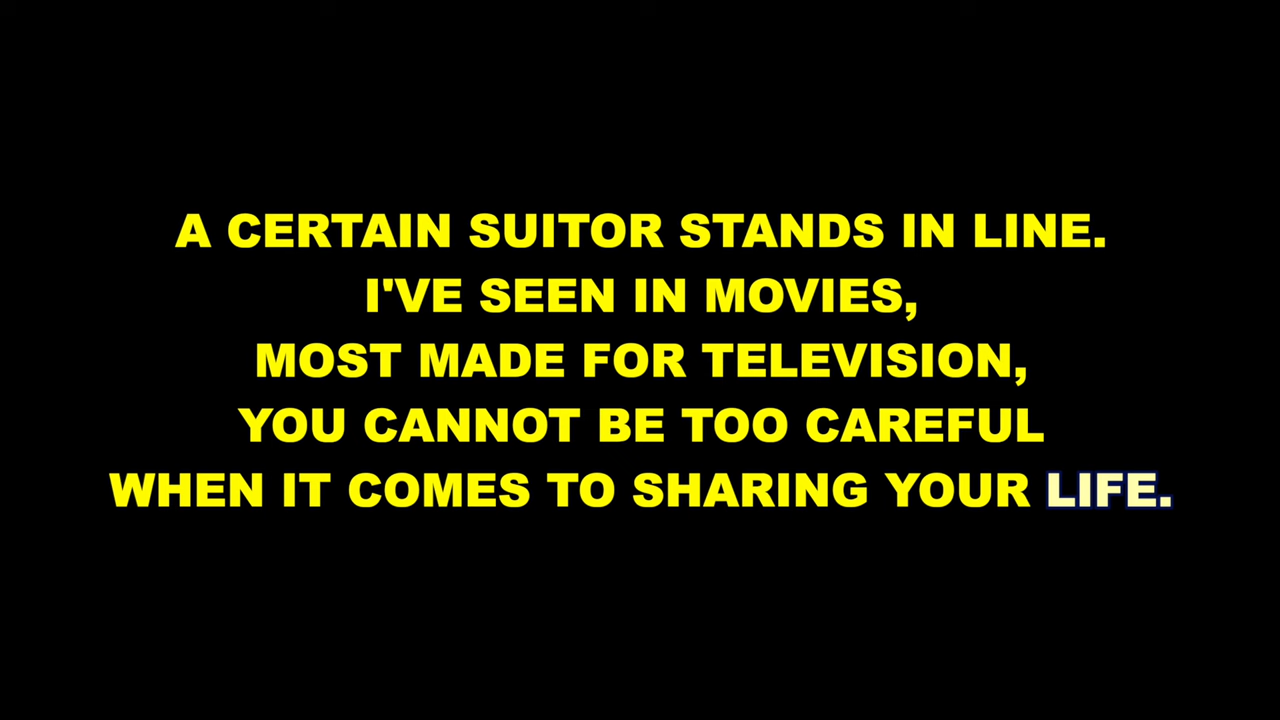 A CERTAIN SUITOR STANDS IN LINE.
I'VE SEEN IN MOVIES,
MOST MADE FOR TELEVISION,
YOU CANNOT BE TOO CAREFUL
WHEN IT COMES TO SHARING YOUR LIFE.